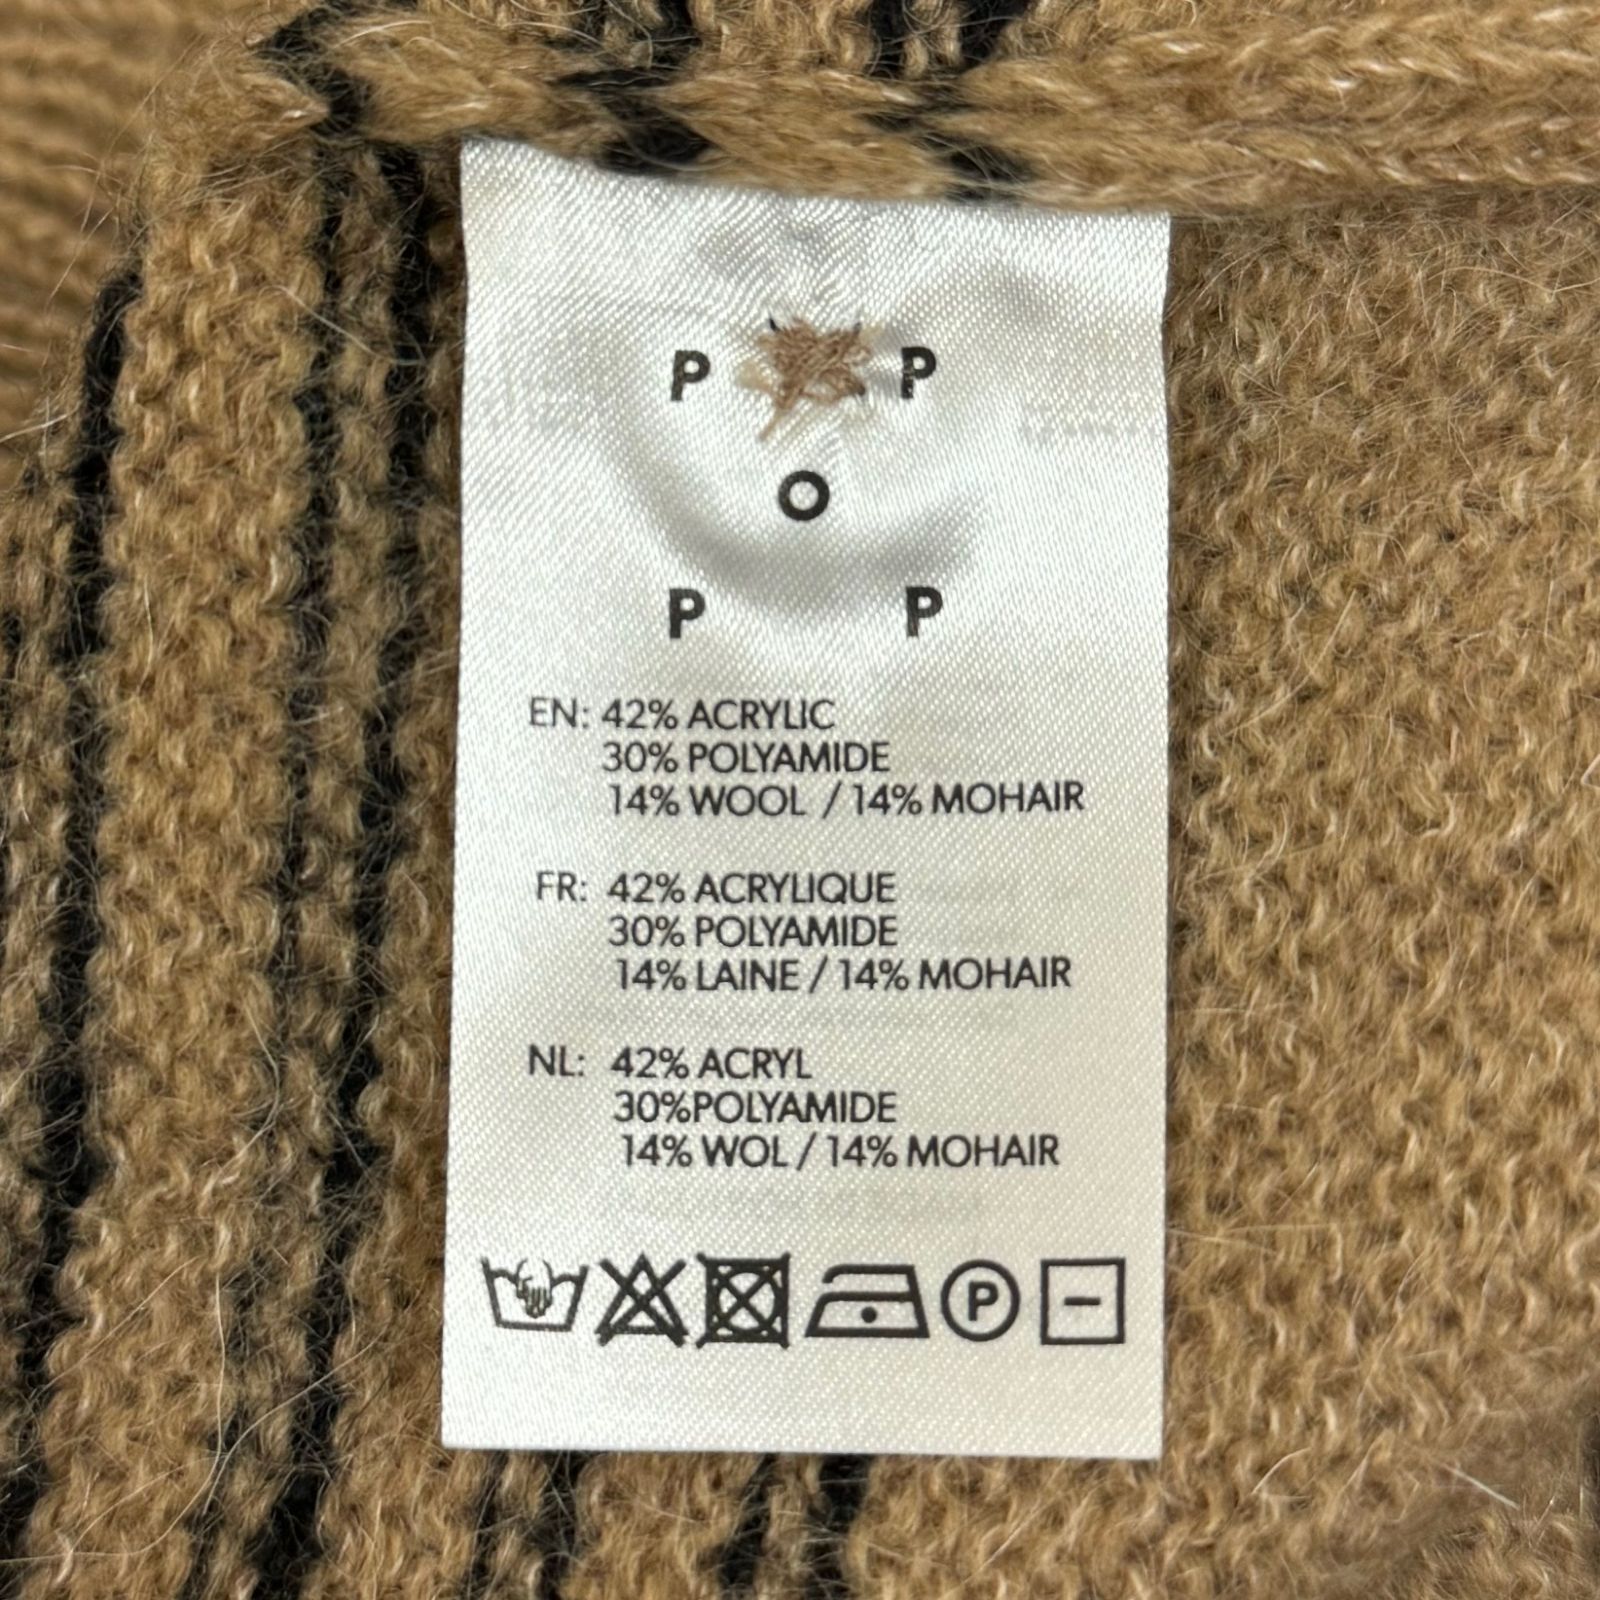 P P
O
P P
EN: 42% ACRYLIC
30% POLYAMIDE
14% WOOL / 14% MOHAIR
FR: 42% ACRYLIQUE
30% POLYAMIDE
14% LAINE / 14% MOHAIR
NL: 42% ACRYL
30%POLYAMIDE
14% WOL / 14% MOHAIR
P